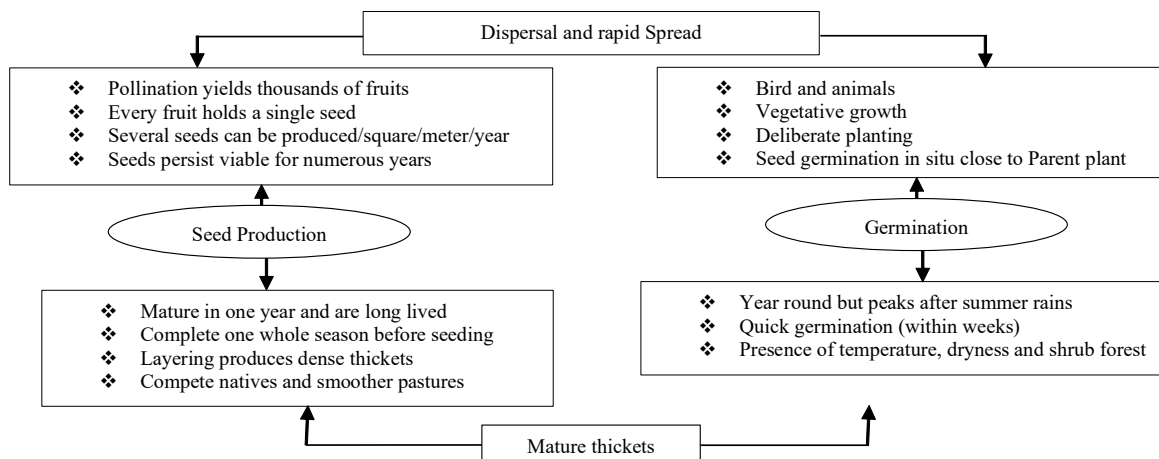 Dispersal and rapid Spread
❖ Pollination yields thousands of fruits
❖ Every fruit holds a single seed
❖ Several seeds can be produced/square/meter/year
❖ Seeds persist viable for numerous years
❖ Bird and animals
❖ Vegetative growth
❖ Deliberate planting
❖ Seed germination in situ close to Parent plant
Seed Production
Germination
❖ Mature in one year and are long lived
❖ Complete one whole season before seeding
❖ Layering produces dense thickets
❖ Compete natives and smoother pastures
❖ Year round but peaks after summer rains
❖ Quick germination (within weeks)
❖ Presence of temperature, dryness and shrub forest
Mature thickets